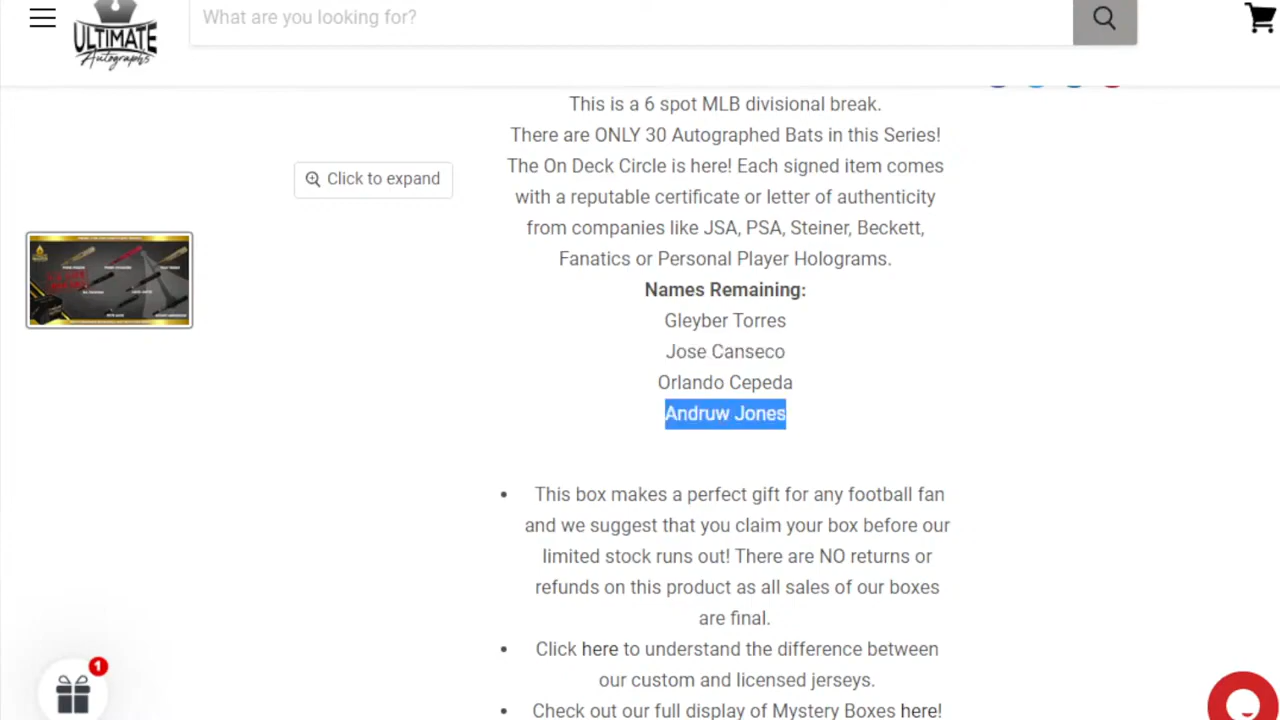 What are you looking for?
ULTIMATE
Autographs
This is a 6 spot MLB divisional break.
There are ONLY 30 Autographed Bats in this Series!
The On Deck Circle is here! Each signed item comes
with a reputable certificate or letter of authenticity
from companies like JSA, PSA, Steiner, Beckett,
Fanatics or Personal Player Holograms.
Click to expand
Names Remaining:
Gleyber Torres
Jose Canseco
Orlando Cepeda
Andruw Jones
• This box makes a perfect gift for any football fan
and we suggest that you claim your box before our
limited stock runs out! There are NO returns or
refunds on this product as all sales of our boxes
are final.
• Click here to understand the difference between
our custom and licensed jerseys.
• Check out our full display of Mystery Boxes here!
1